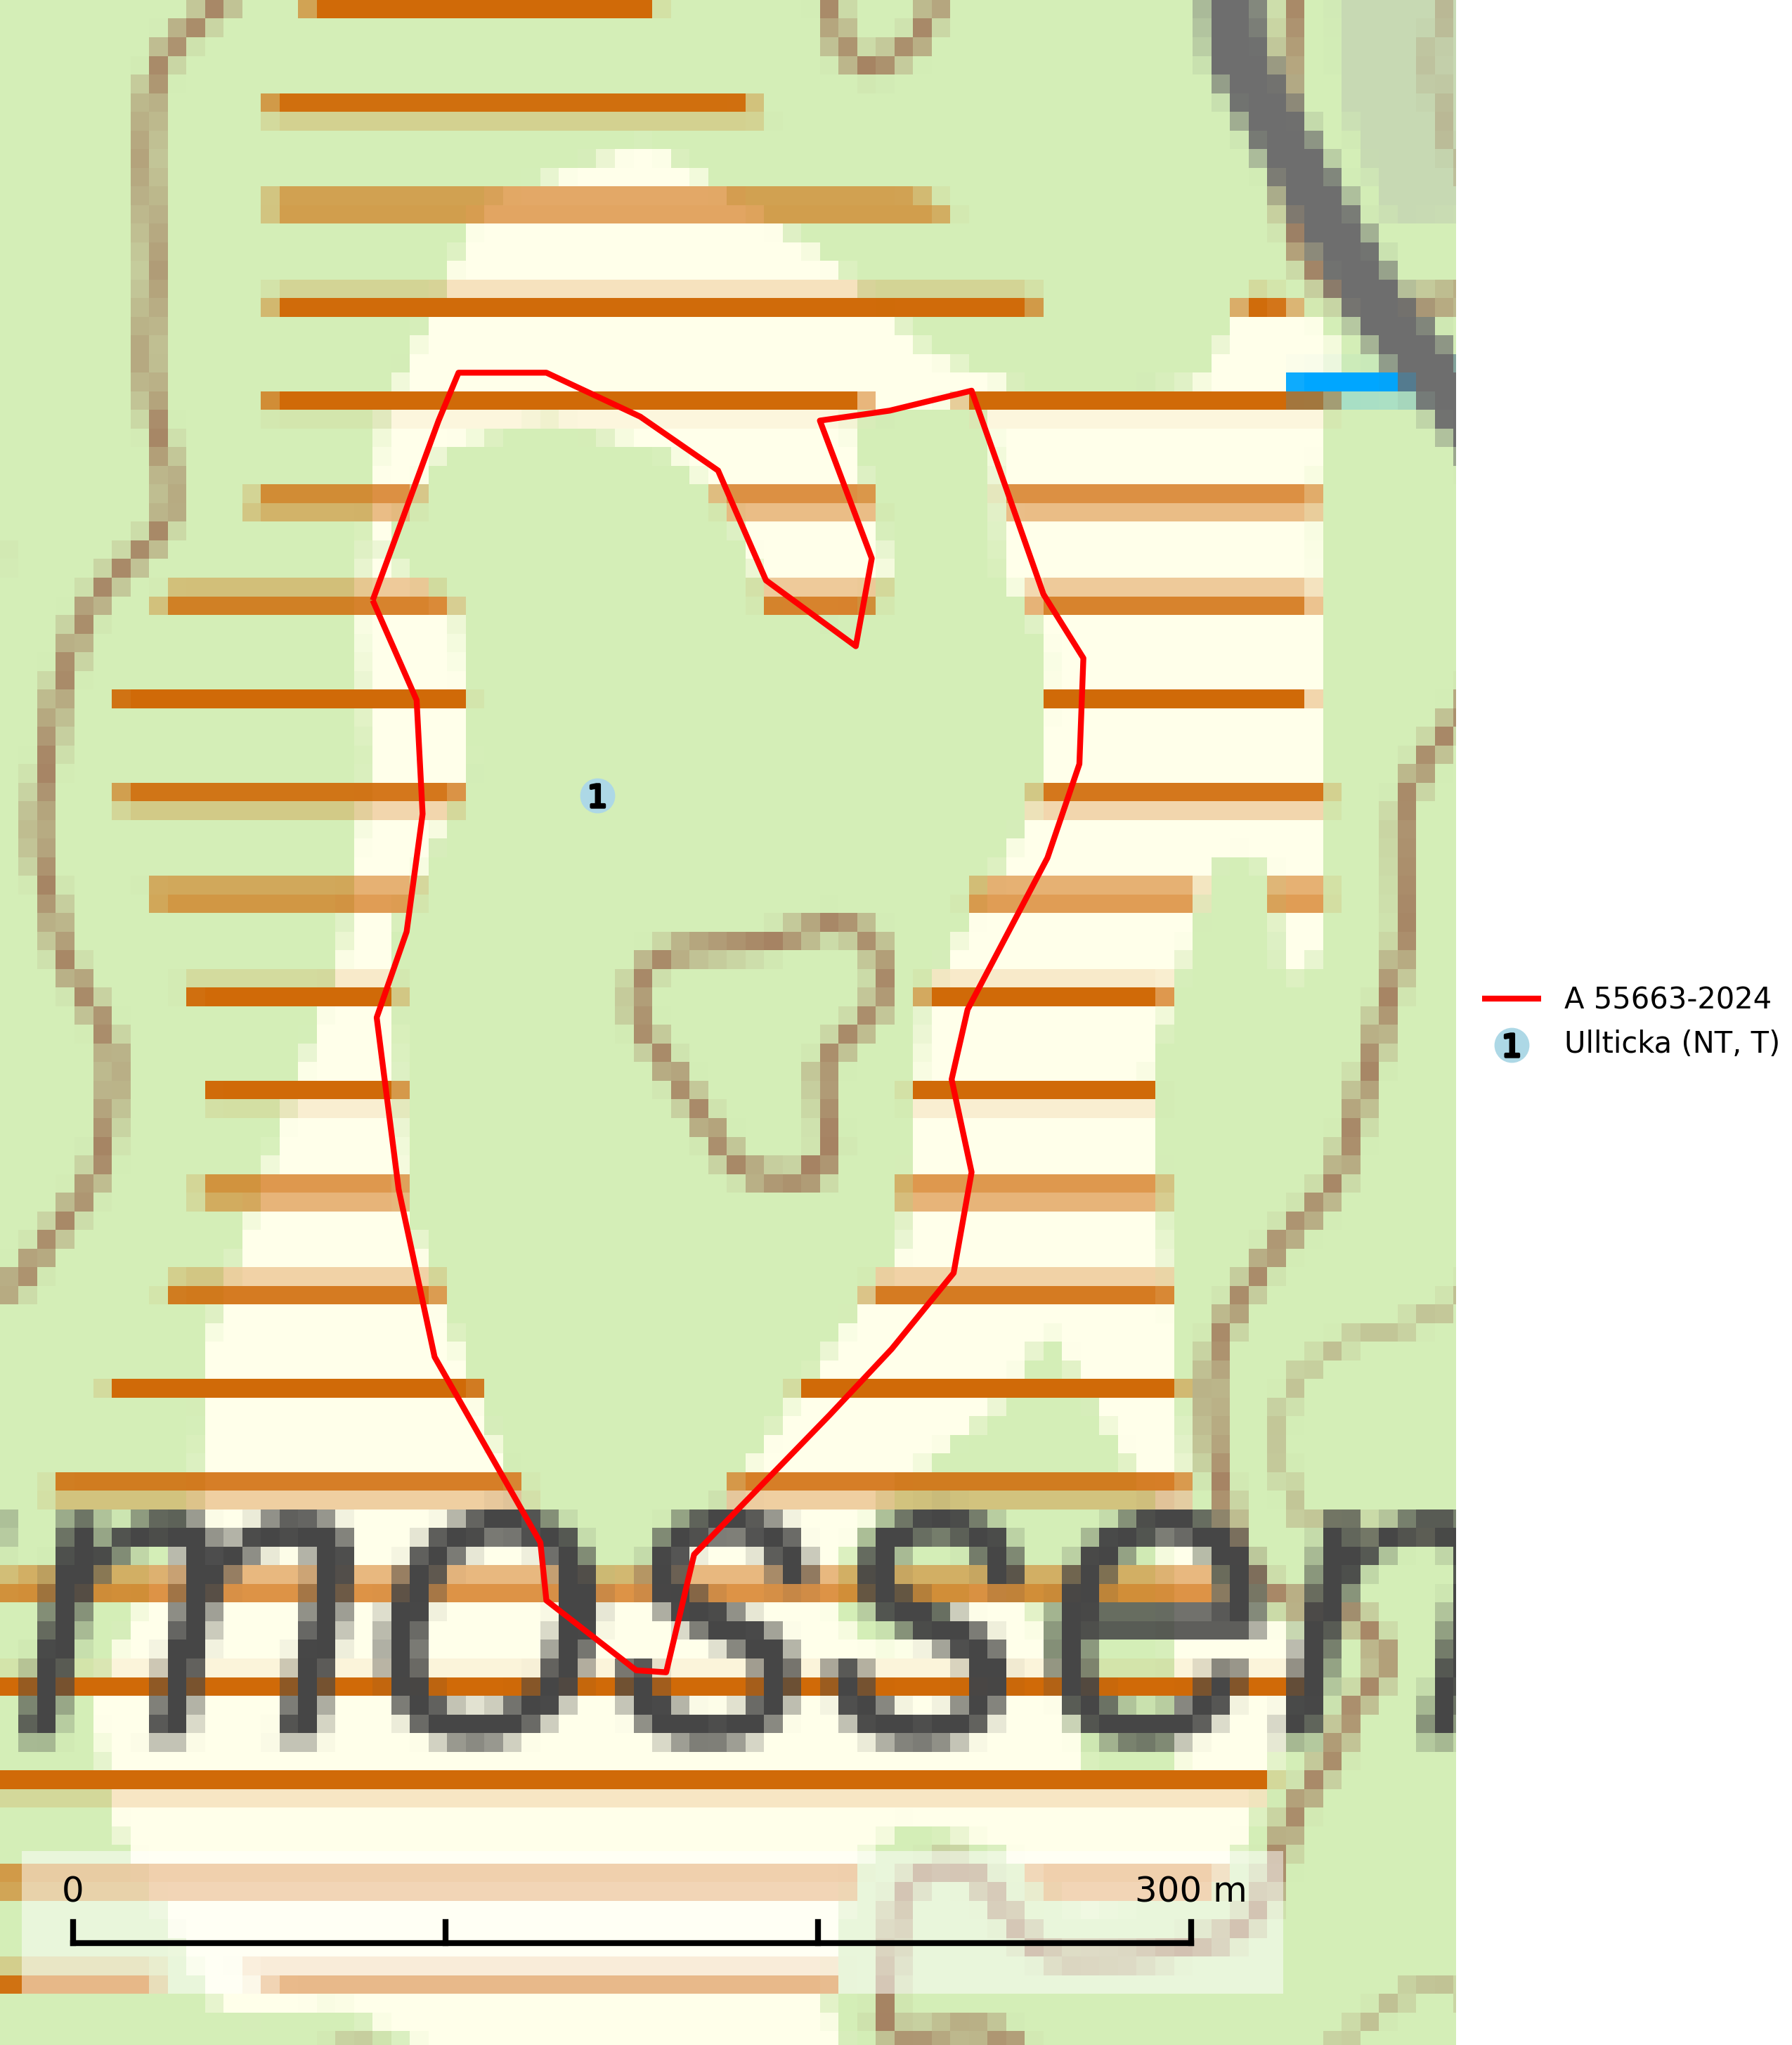 1
mossen
0
300 m
A 55663-2024
1 Ullticka (NT, T)